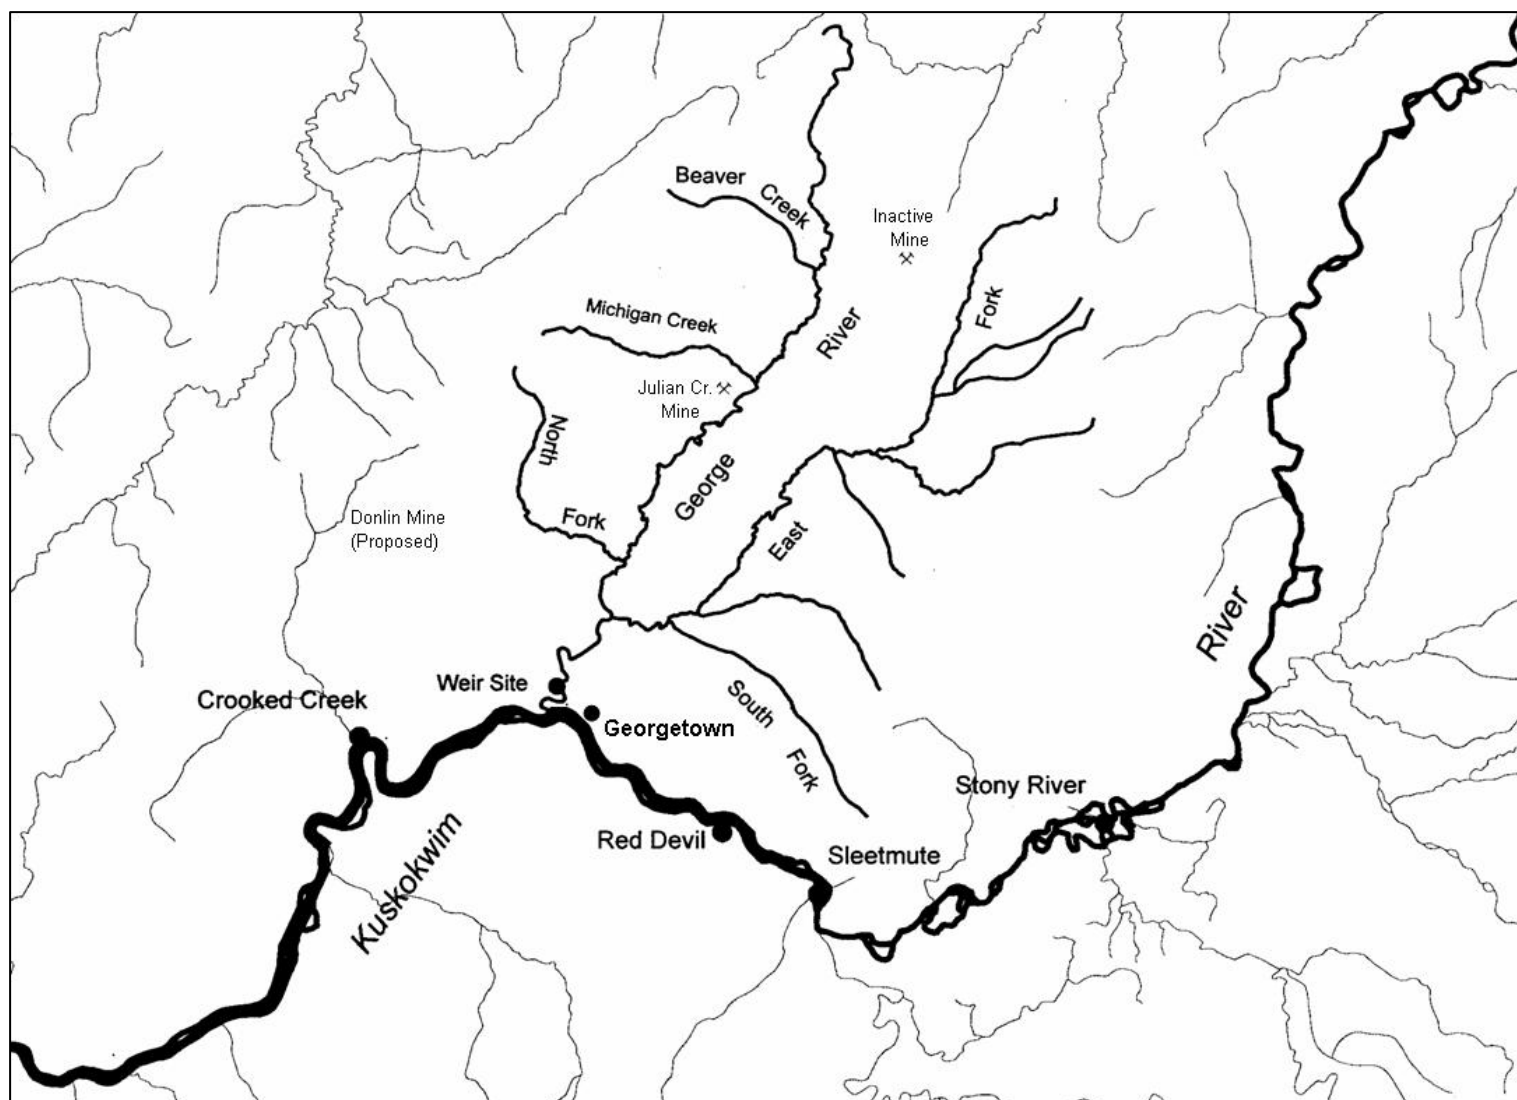 Beaver
Creek
Inactive
Mine
Fork
Michigan Creek
River
Julian Cr.
Mine
North
Fork
George
East
Donlin Mine
(Proposed)
River
Weir Site
Crooked Creek
Georgetown
South
Fork
Stony River
Red Devil
Sleetmute
Kuskokwim